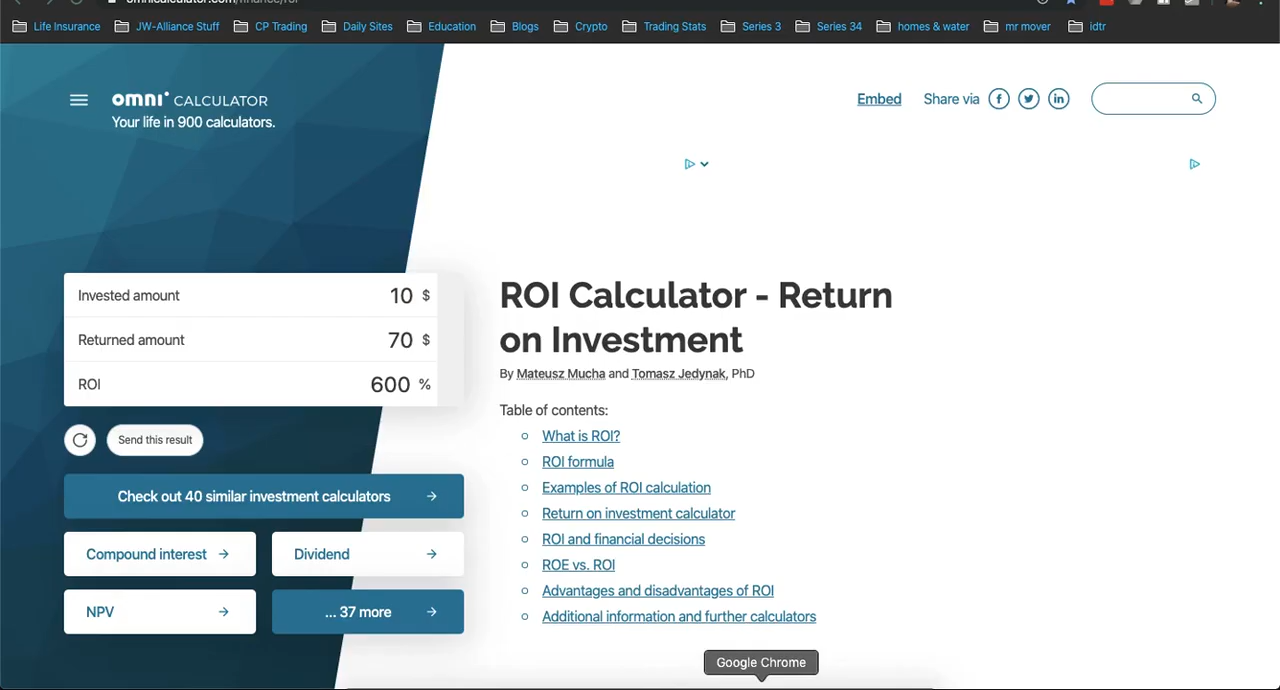 omnicalculator.com/finance/roi
Life Insurance JW-Alliance Stuff CP Trading Daily Sites Education Blogs Crypto Trading Stats Series 3 Series 34 homes & water mr mover idtr
omni CALCULATOR
Your life in 900 calculators.
Embed Share via
Invested amount 10 $
Returned amount 70 $
ROI 600 %
Send this result
Check out 40 similar investment calculators
Compound interest Dividend
NPV ... 37 more
ROI Calculator - Return
on Investment
By Mateusz Mucha and Tomasz Jedynak, PhD
Table of contents:
What is ROI?
ROI formula
Examples of ROI calculation
Return on investment calculator
ROI and financial decisions
ROE vs. ROI
Advantages and disadvantages of ROI
Additional information and further calculators
Google Chrome